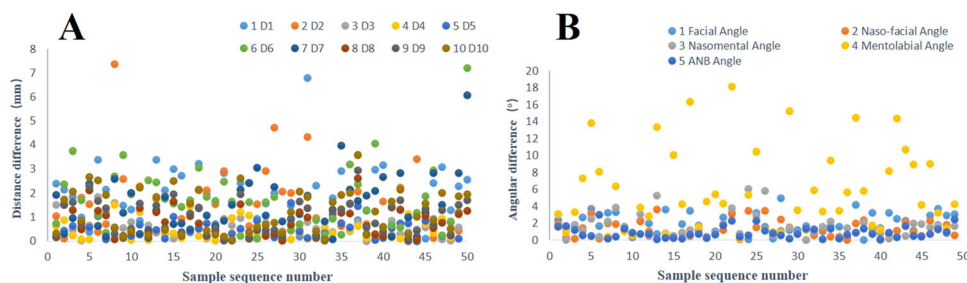 A
1 D1 2 D2 3 D3 4 D4 5 D5
6 D6 7 D7 8 D8 9 D9 10 D10
Distance difference (mm)
8
7
6
5
4
3
2
1
0
0 5 10 15 20 25 30 35 40 45 50
Sample sequence number
B
1 Facial Angle 2 Naso-facial Angle
3 Nasomental Angle 4 Mentolabial Angle
5 ANB Angle
Angular difference (°)
20
18
16
14
12
10
8
6
4
2
0
0 5 10 15 20 25 30 35 40 45 50
Sample sequence number